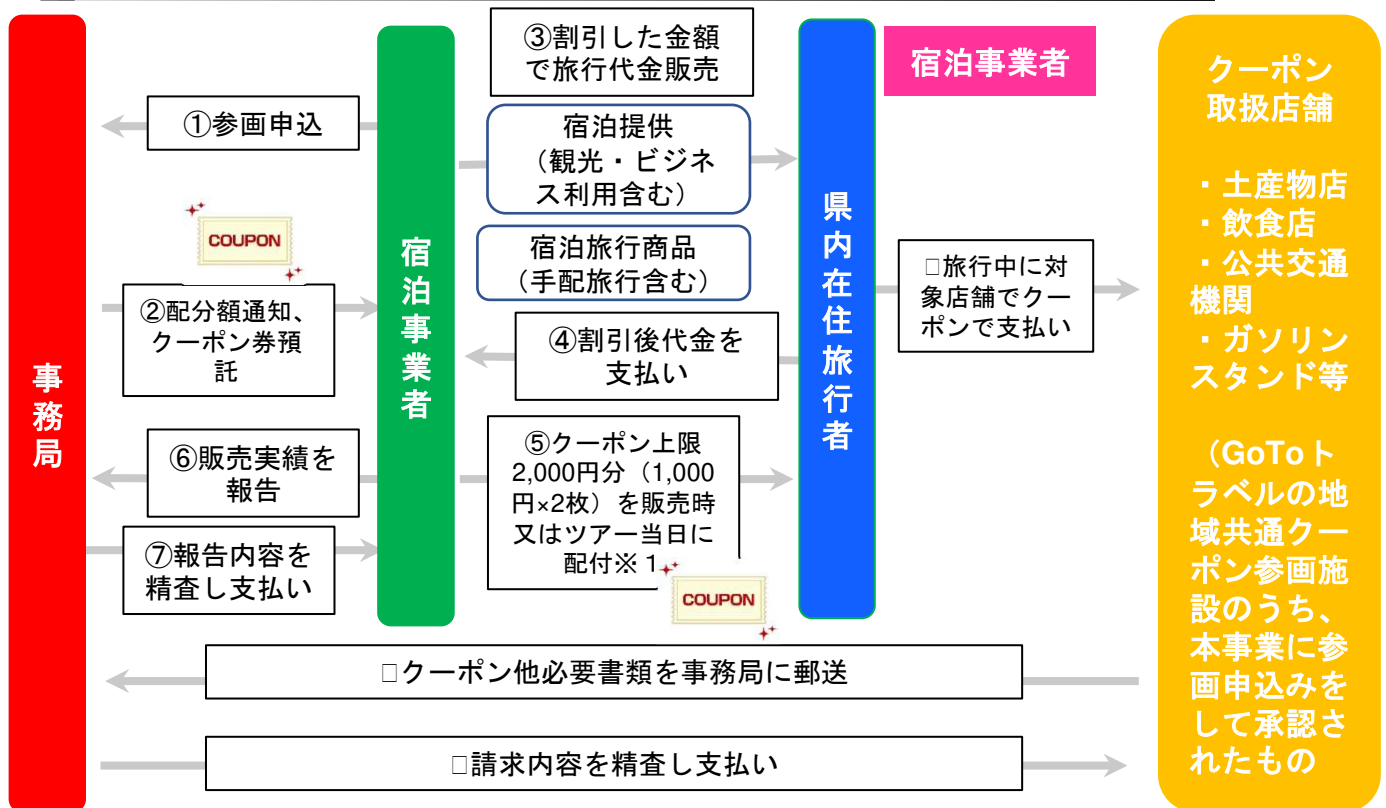 事務局
①参画申込
COUPON
②配分額通知、
クーポン券預
託
⑥販売実績を
報告
⑦報告内容を
精査し支払い
宿泊事業者
③割引した金額
で旅行代金販売
宿泊提供
（観光・ビジネ
ス利用含む）
宿泊旅行商品
（手配旅行含む）
④割引後代金を
支払い
⑤クーポン上限
2,000円分（1,000
円×2枚）を販売時
又はツアー当日に
配付※１
COUPON
県内在住旅行者
宿泊事業者
□旅行中に対
象店舗でクー
ポンで支払い
クーポン
取扱店舗
・土産物店
・飲食店
・公共交通
機関
・ガソリン
スタンド等
（GoToト
ラベルの地
域共通クー
ポン参画施
設のうち、
本事業に参
画申込みを
して承認さ
れたもの
□クーポン他必要書類を事務局に郵送
□請求内容を精査し支払い